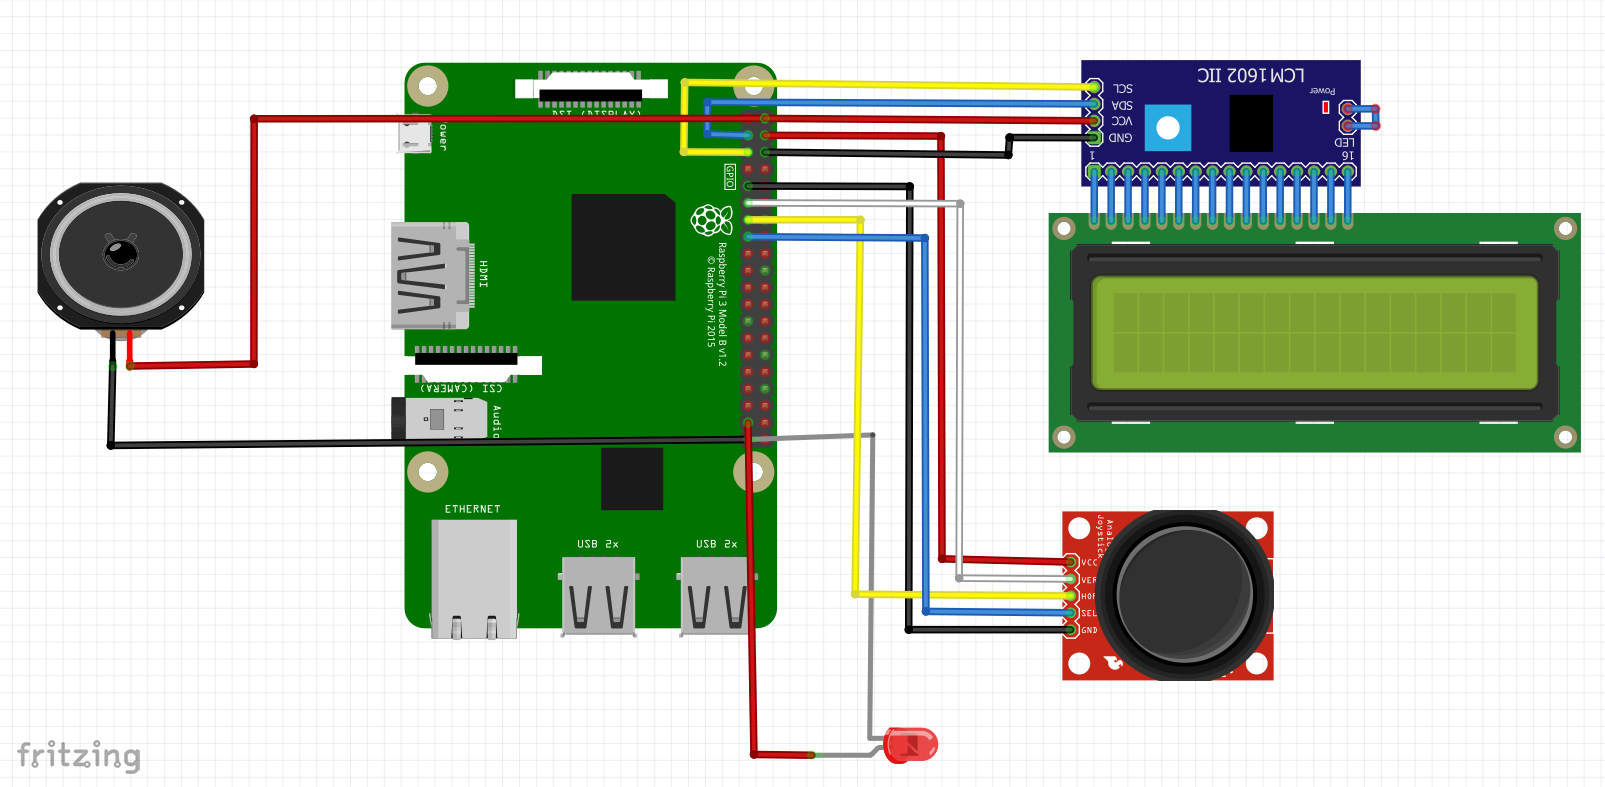 DSI (DISPLAY)
Power
HDMI
CSI (CAMERA)
Audio
ETHERNET
USB 2x
USB 2x
GPIO
Raspberry Pi 3 Model B v1.2
© Raspberry Pi 2015
LCM1602 IIC
SCL
SDA
VCC
GND
Power
LED
1
16
Analog
Joystick
VCC
VER
HOR
SEL
GND
fritzing